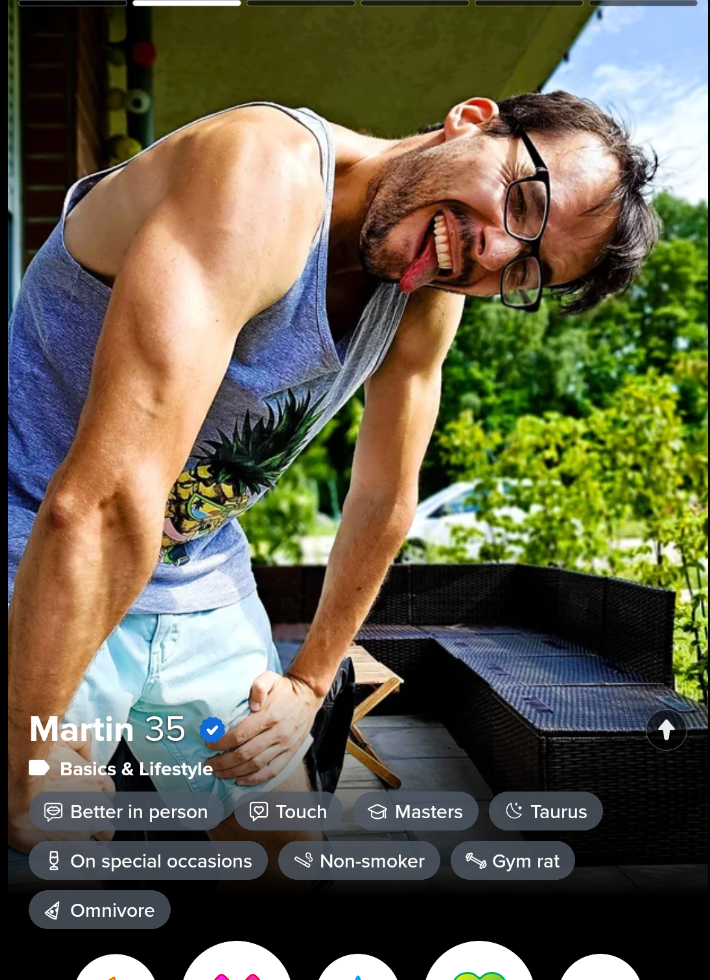 Martin 35
Basics & Lifestyle
Better in person Touch Masters Taurus
On special occasions Non-smoker Gym rat
Omnivore